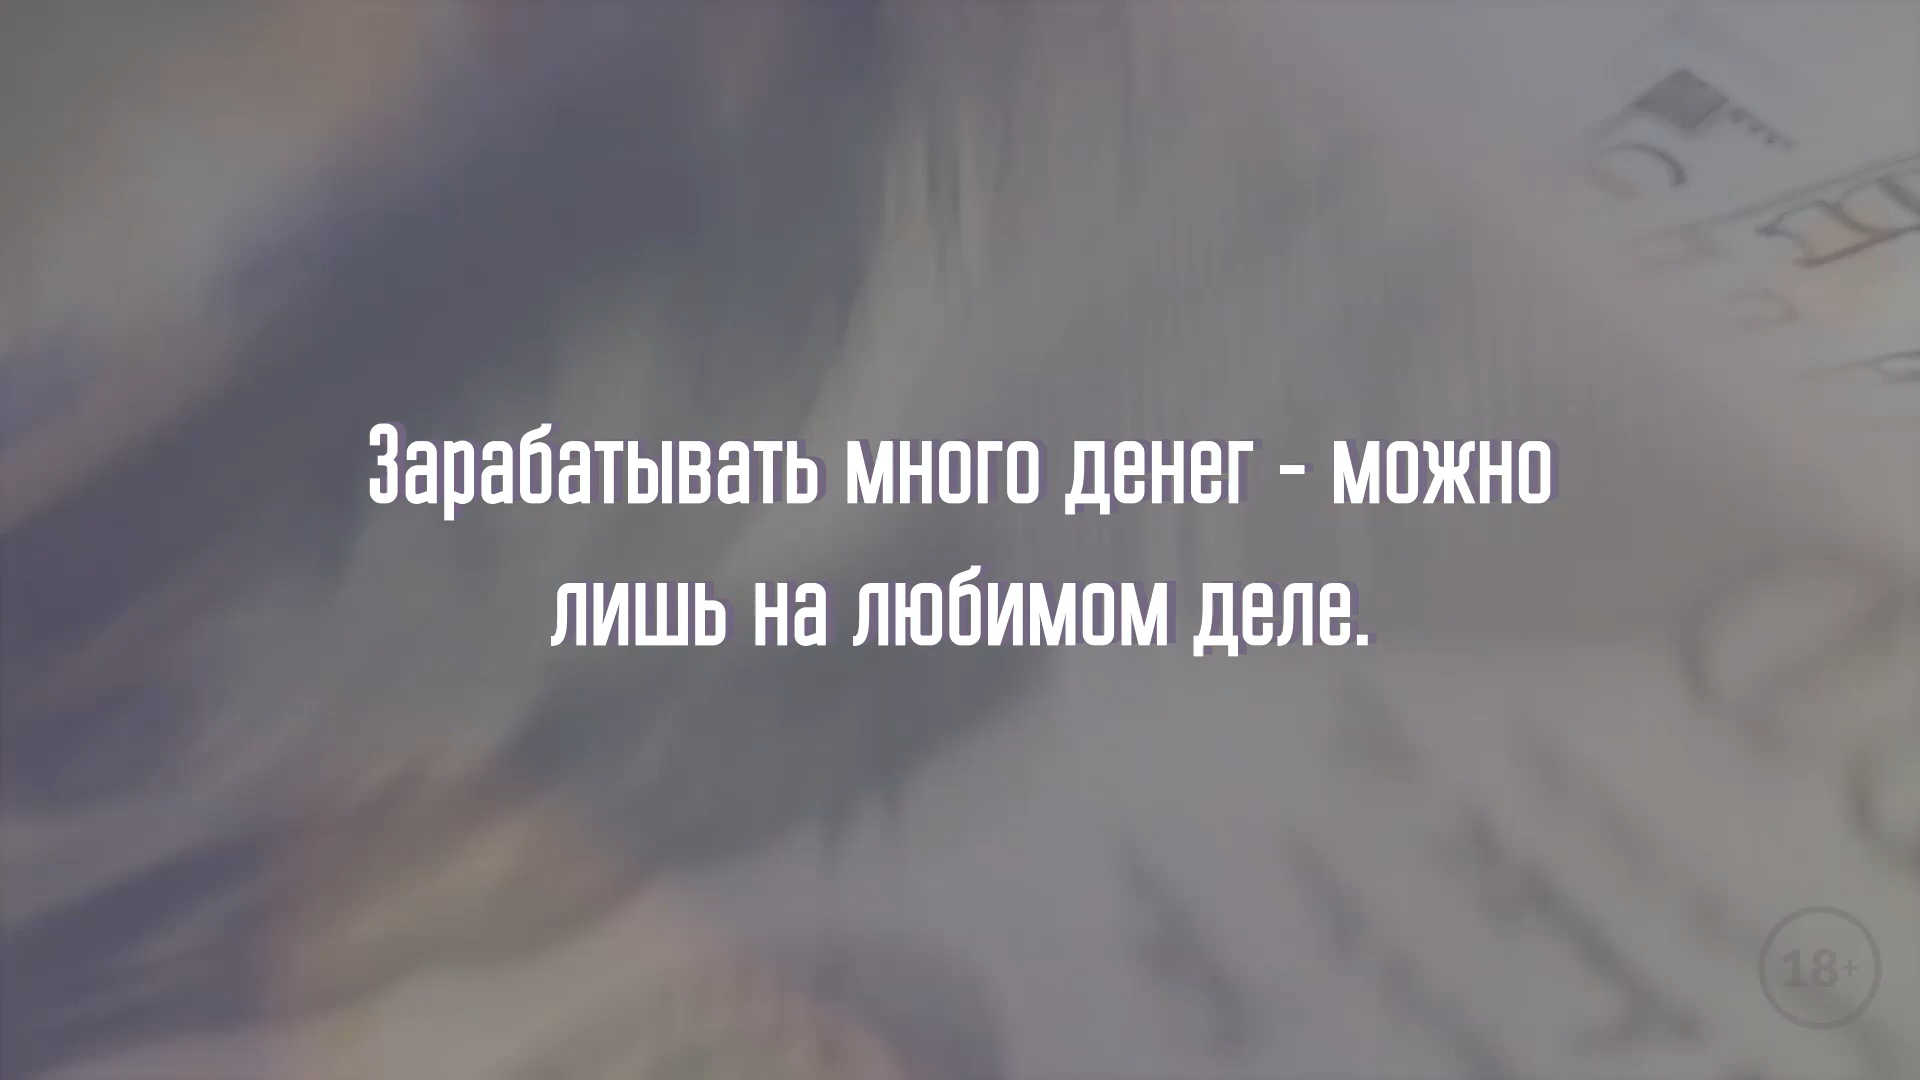 Зарабатывать много денег - можно
лишь на любимом деле.
18+